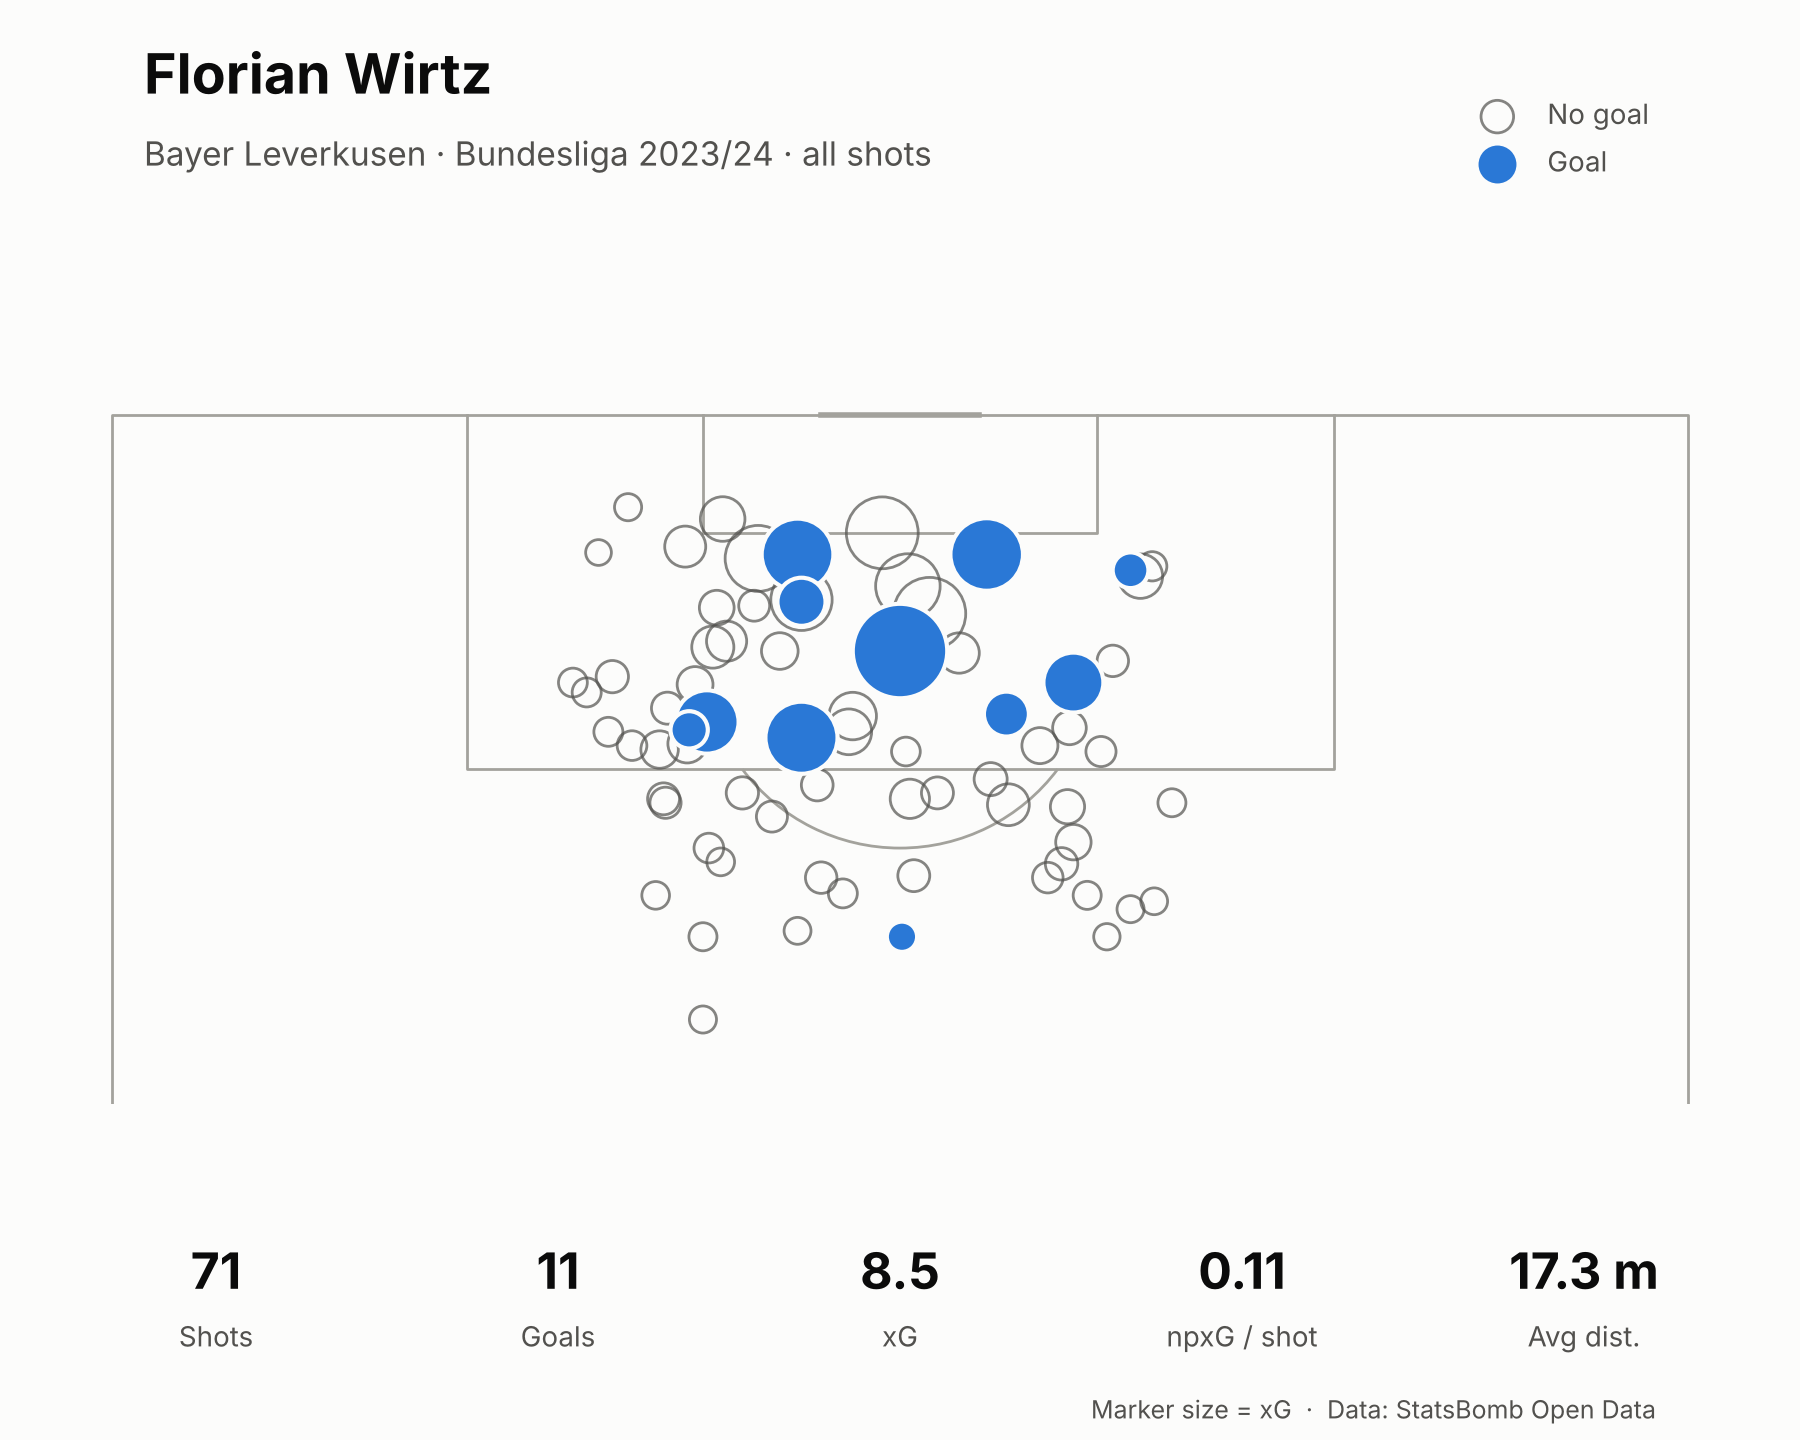 Florian Wirtz
Bayer Leverkusen · Bundesliga 2023/24 · all shots
No goal
Goal
71
Shots
11
Goals
8.5
xG
0.11
npxG / shot
17.3 m
Avg dist.
Marker size = xG · Data: StatsBomb Open Data